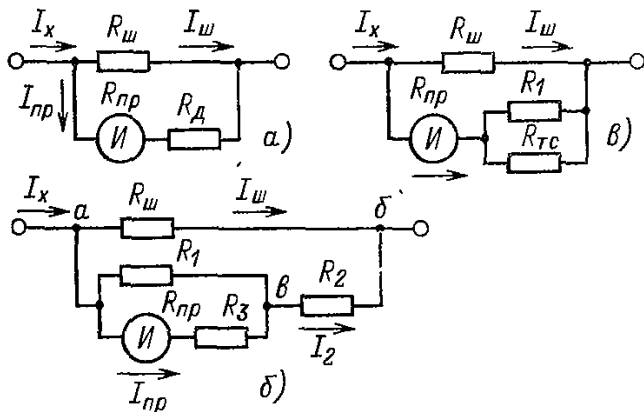 Iх Rш Iш
Iпр Rпр Rд
И
а)
Iх Rш Iш
Rпр R1
И Rтс
в)
Iх а Rш Iш б
R1
Rпр R3 в R2
И
Iпр I2
б)